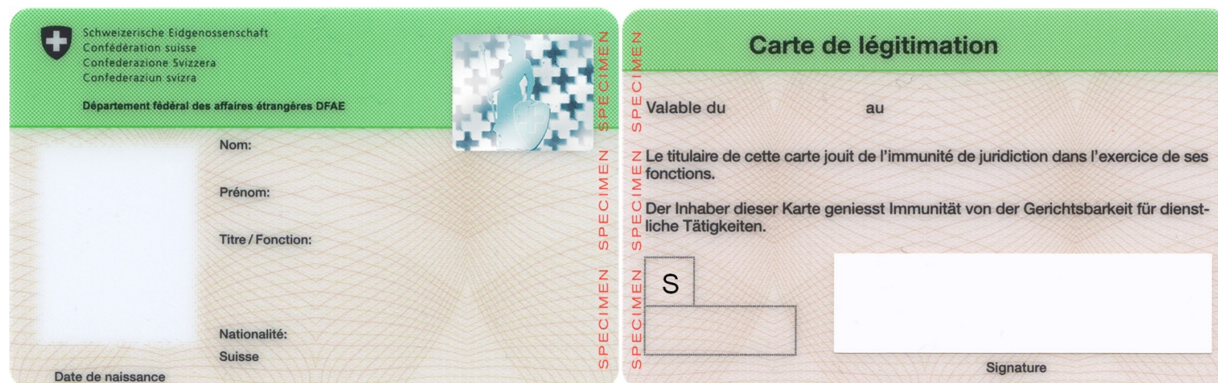 Schweizerische Eidgenossenschaft
Confédération suisse
Confederazione Svizzera
Confederaziun svizra
Département fédéral des affaires étrangères DFAE
Nom:
Prénom:
Titre / Fonction:
Nationalité:
Suisse
Date de naissance
SPECIMEN SPECIMEN SPECIMEN
SPECIMEN SPECIMEN SPECIMEN
Carte de légitimation
Valable du au
Le titulaire de cette carte jouit de l'immunité de juridiction dans l'exercice de ses
fonctions.
Der Inhaber dieser Karte geniesst Immunität von der Gerichtsbarkeit für dienst-
liche Tätigkeiten.
S
Signature